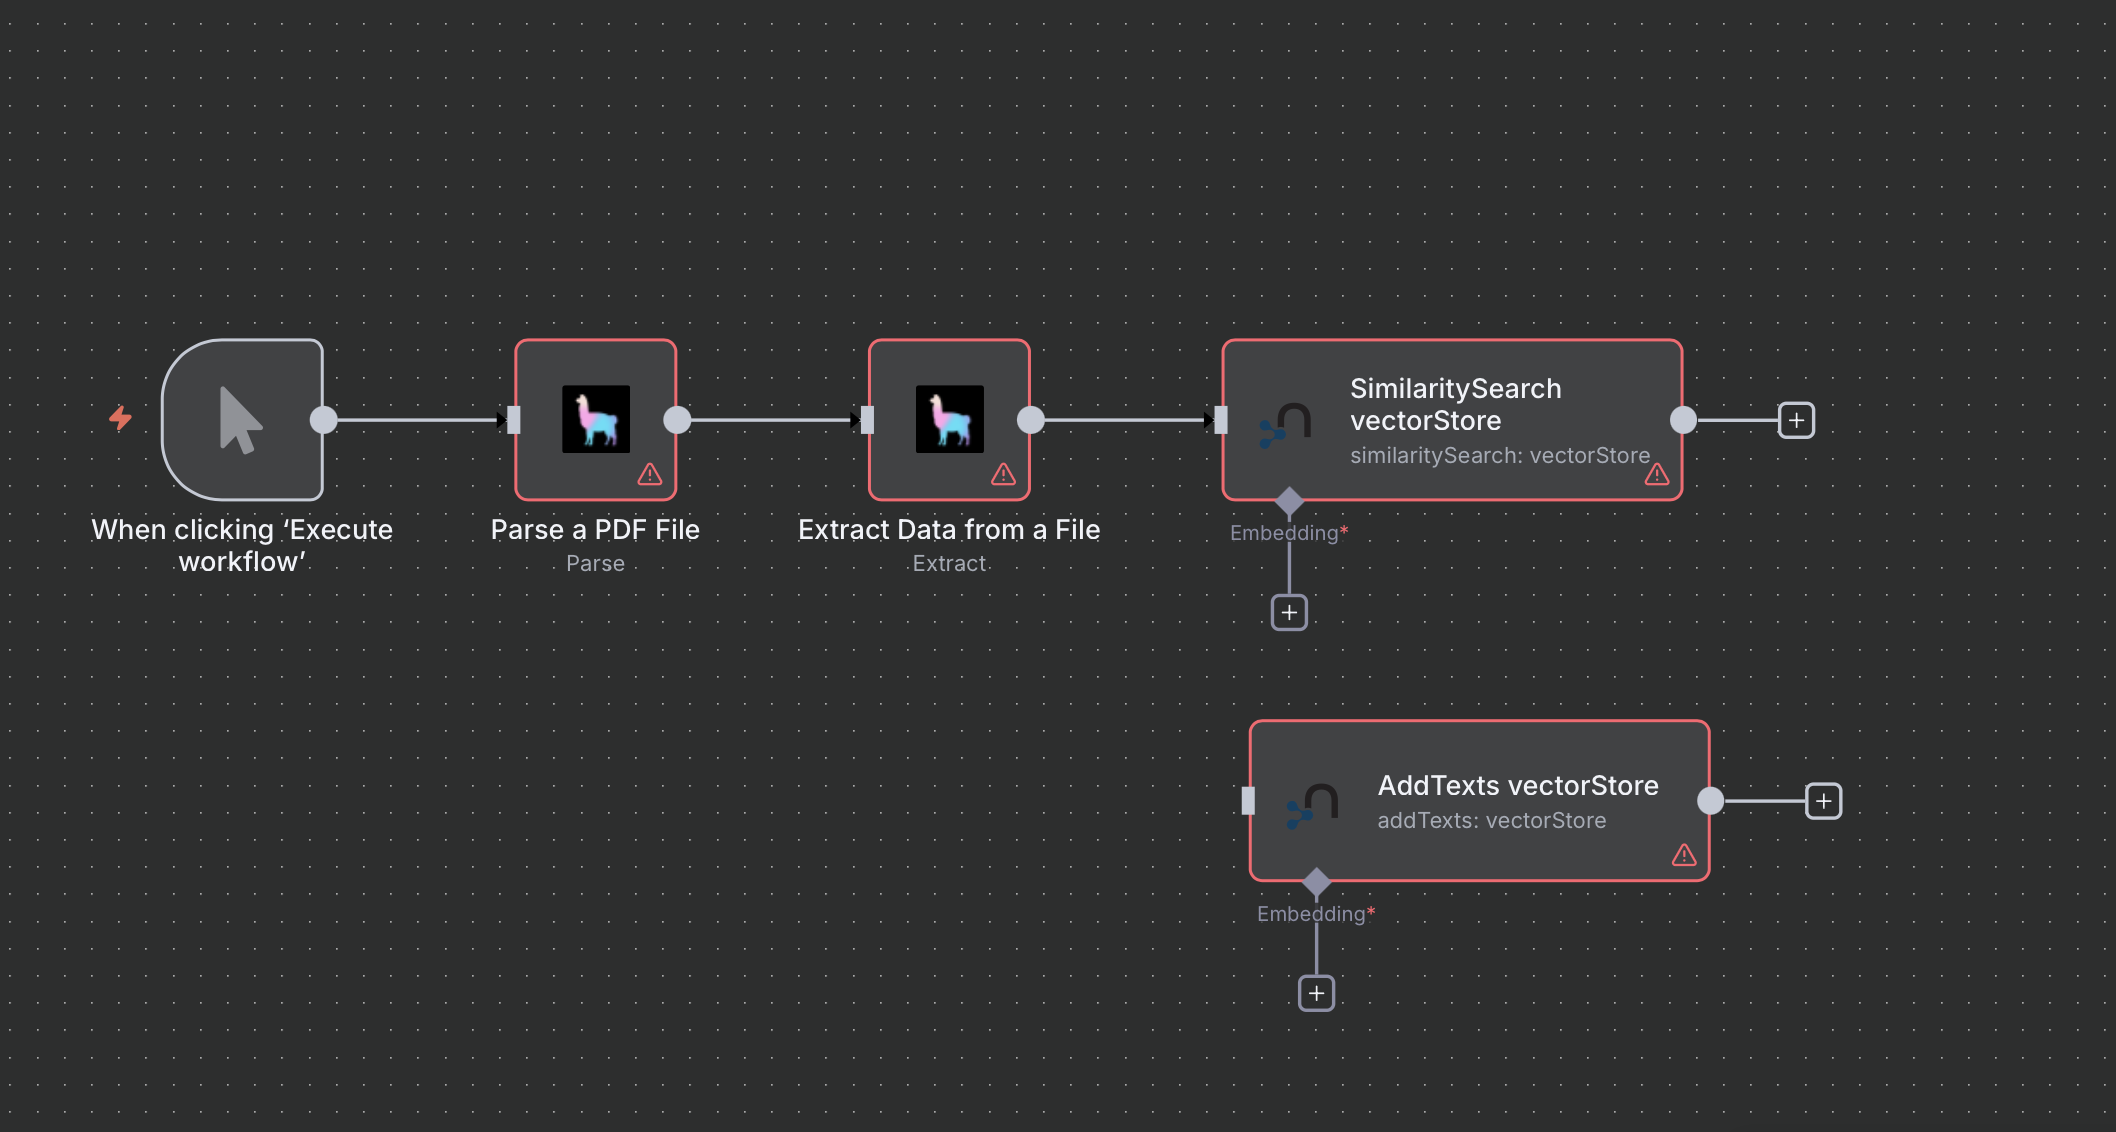 When clicking ‘Execute
workflow’
Parse a PDF File
Parse
Extract Data from a File
Extract
SimilaritySearch
vectorStore
similaritySearch: vectorStore
Embedding*
AddTexts vectorStore
addTexts: vectorStore
Embedding*